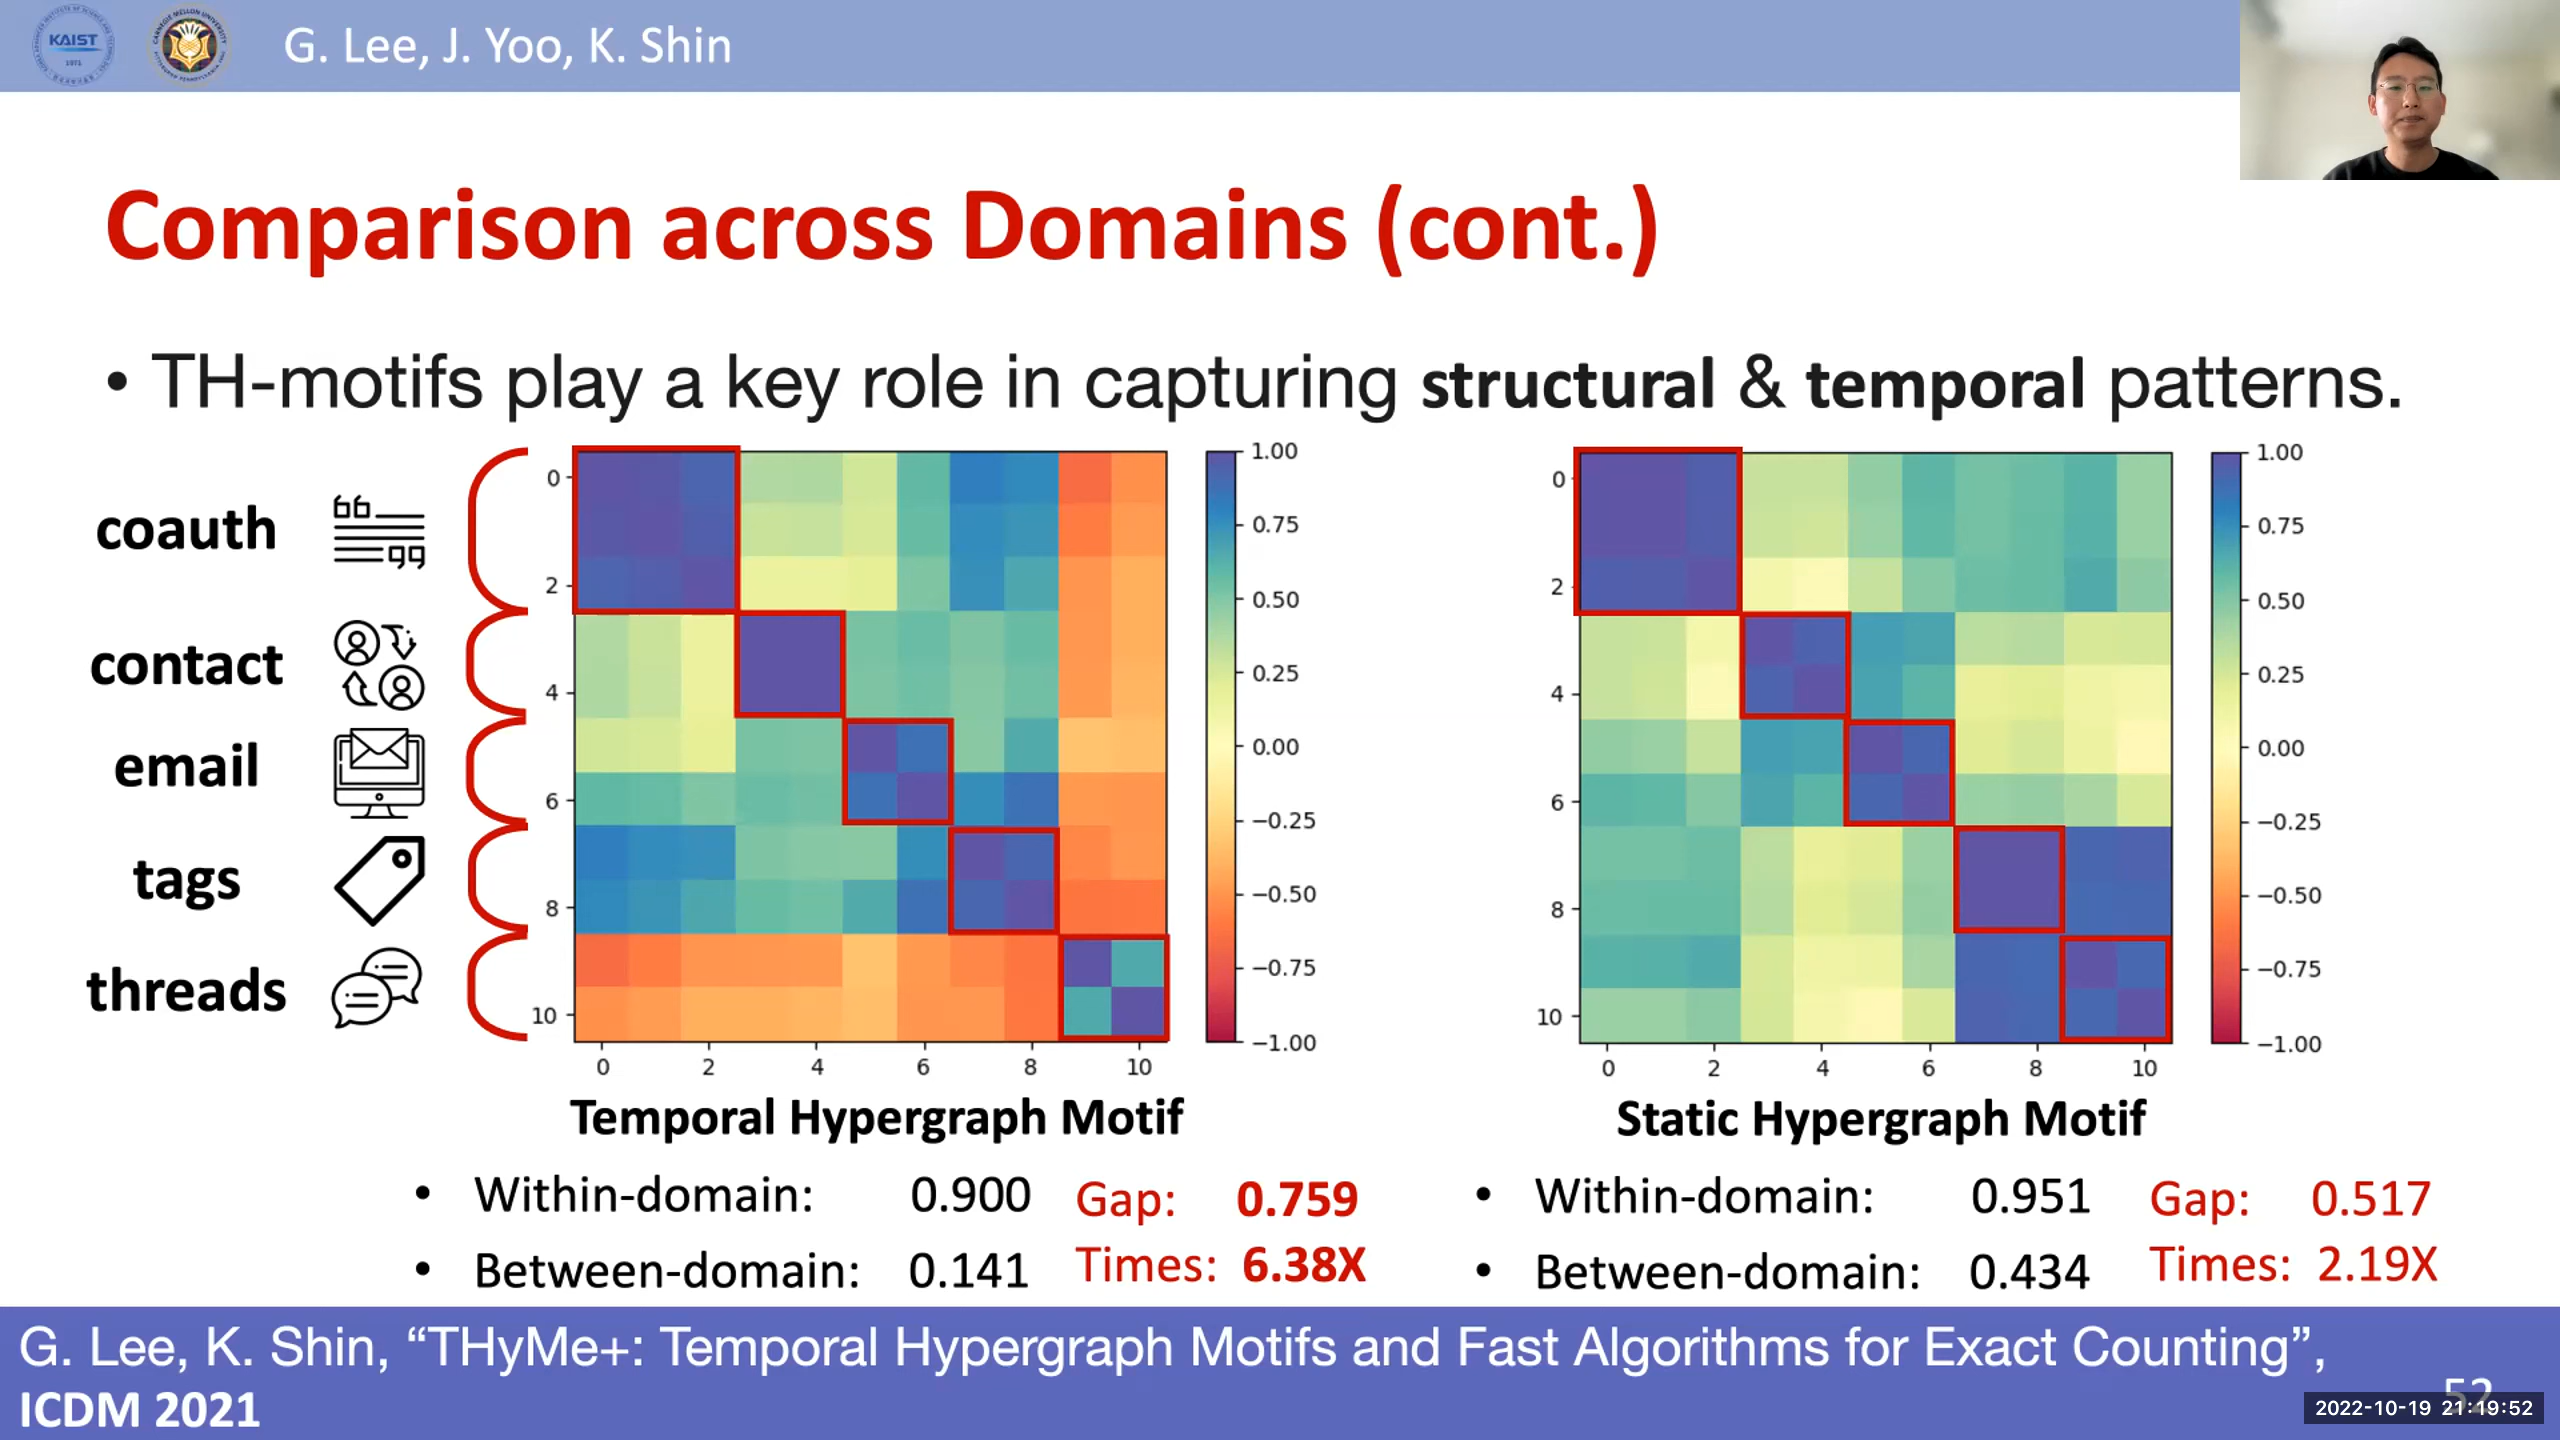 KAIST
1971
CARNEGIE MELLON UNIVERSITY
G. Lee, J. Yoo, K. Shin
Comparison across Domains (cont.)
• TH-motifs play a key role in capturing structural & temporal patterns.
coauth
contact
email
tags
threads
0
2
4
6
8
10
0 2 4 6 8 10
1.00
0.75
0.50
0.25
0.00
−0.25
−0.50
−0.75
−1.00
Temporal Hypergraph Motif
• Within-domain: 0.900
• Between-domain: 0.141
Gap: 0.759
Times: 6.38X
0
2
4
6
8
10
0 2 4 6 8 10
1.00
0.75
0.50
0.25
0.00
−0.25
−0.50
−0.75
−1.00
Static Hypergraph Motif
• Within-domain: 0.951
• Between-domain: 0.434
Gap: 0.517
Times: 2.19X
G. Lee, K. Shin, “THyMe+: Temporal Hypergraph Motifs and Fast Algorithms for Exact Counting”,
ICDM 2021
52
2022-10-19 21:19:52